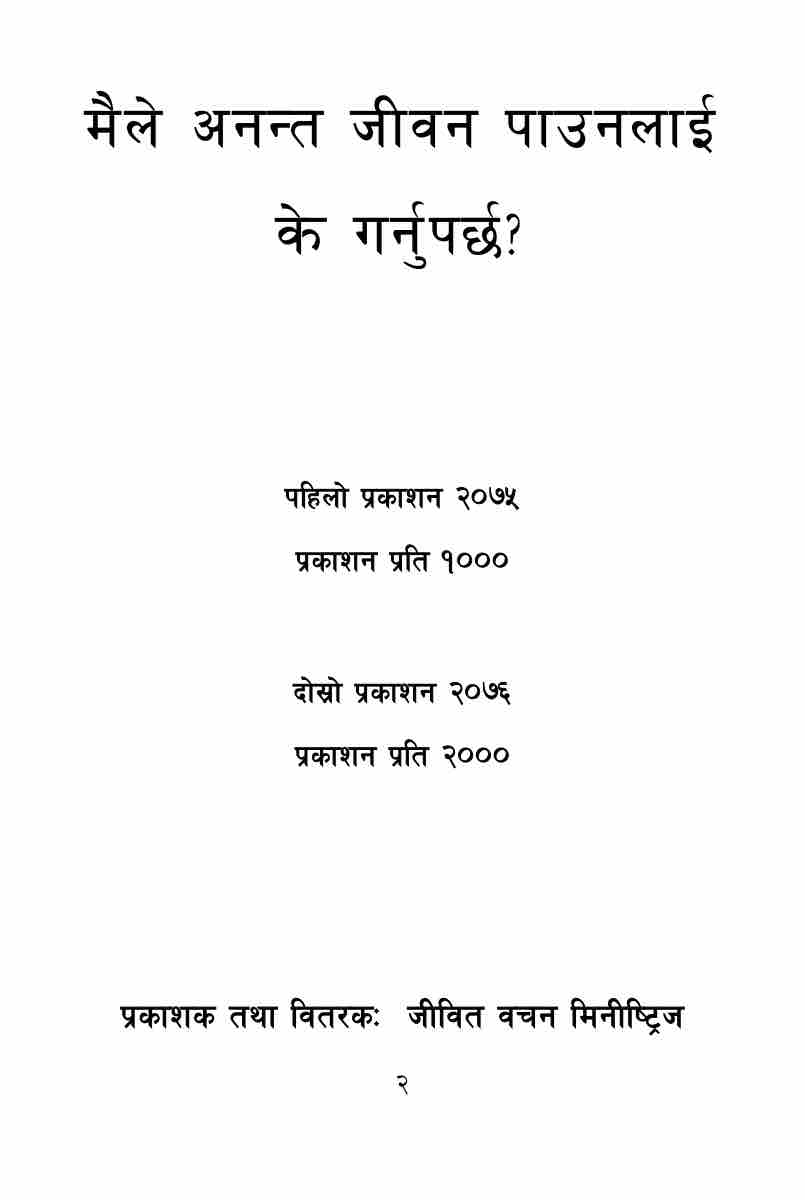 मैले अनन्त जीवन पाउनलाई
के गर्नुपर्छ?
पहिलो प्रकाशन २०७५
प्रकाशन प्रति १०००
दोस्रो प्रकाशन २०७६
प्रकाशन प्रति २०००
प्रकाशक तथा वितरकः जीवित वचन मिनीष्ट्रिज
२